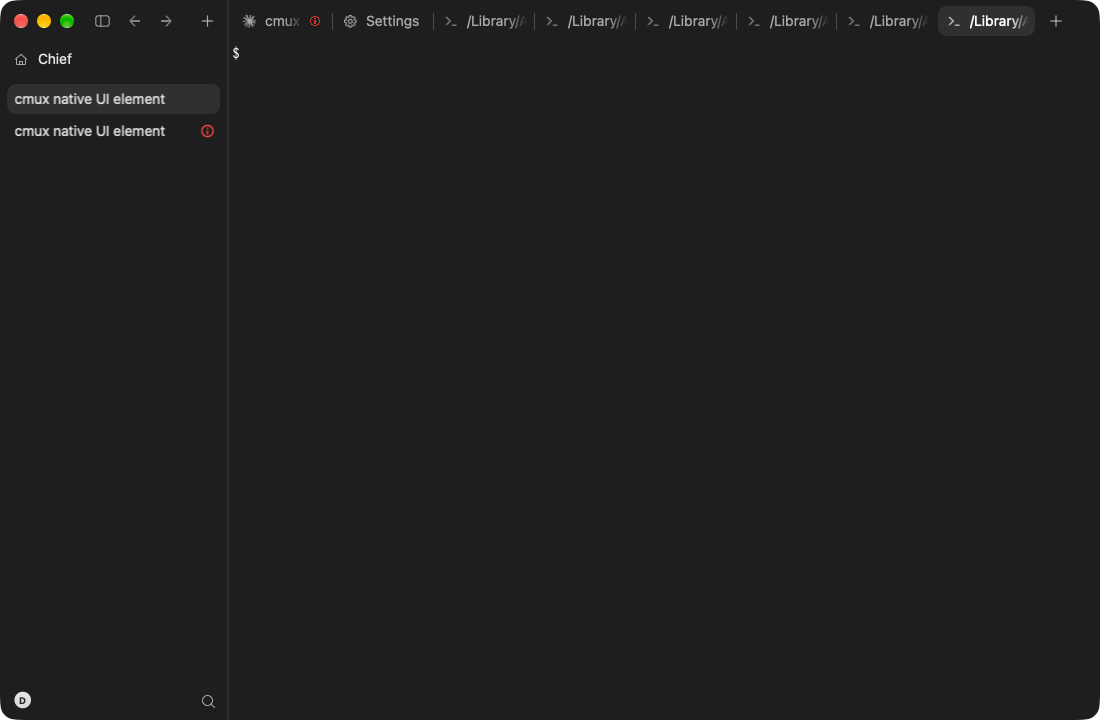 cmux
Settings
/Library/
/Library/
/Library/
/Library/
/Library/
/Library/
Chief
$
cmux native UI element
cmux native UI element
D